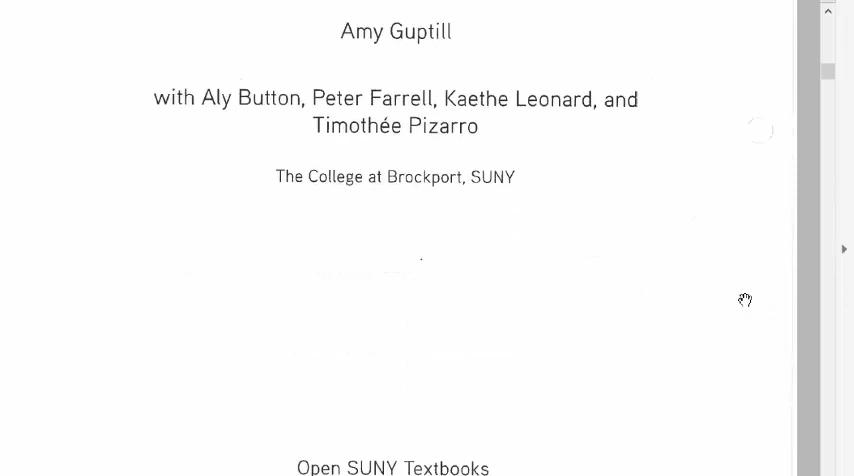 Amy Guptill
with Aly Button, Peter Farrell, Kaethe Leonard, and
Timothée Pizarro
The College at Brockport, SUNY
Open SUNY Textbooks